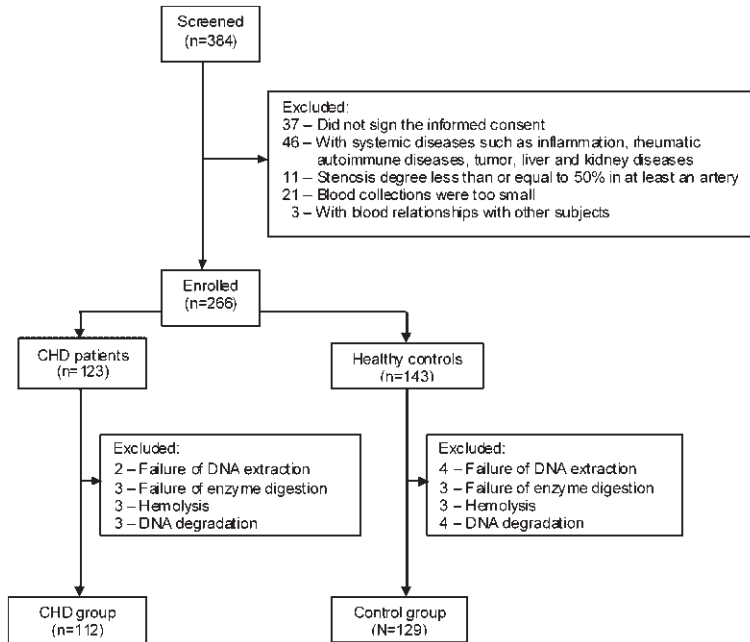 Screened
(n=384)
Excluded:
37 – Did not sign the informed consent
46 – With systemic diseases such as inflammation, rheumatic
autoimmune diseases, tumor, liver and kidney diseases
11 – Stenosis degree less than or equal to 50% in at least an artery
21 – Blood collections were too small
3 – With blood relationships with other subjects
Enrolled
(n=266)
CHD patients
(n=123)
Healthy controls
(n=143)
Excluded:
2 – Failure of DNA extraction
3 – Failure of enzyme digestion
3 – Hemolysis
3 – DNA degradation
Excluded:
4 – Failure of DNA extraction
3 – Failure of enzyme digestion
3 – Hemolysis
4 – DNA degradation
CHD group
(n=112)
Control group
(N=129)